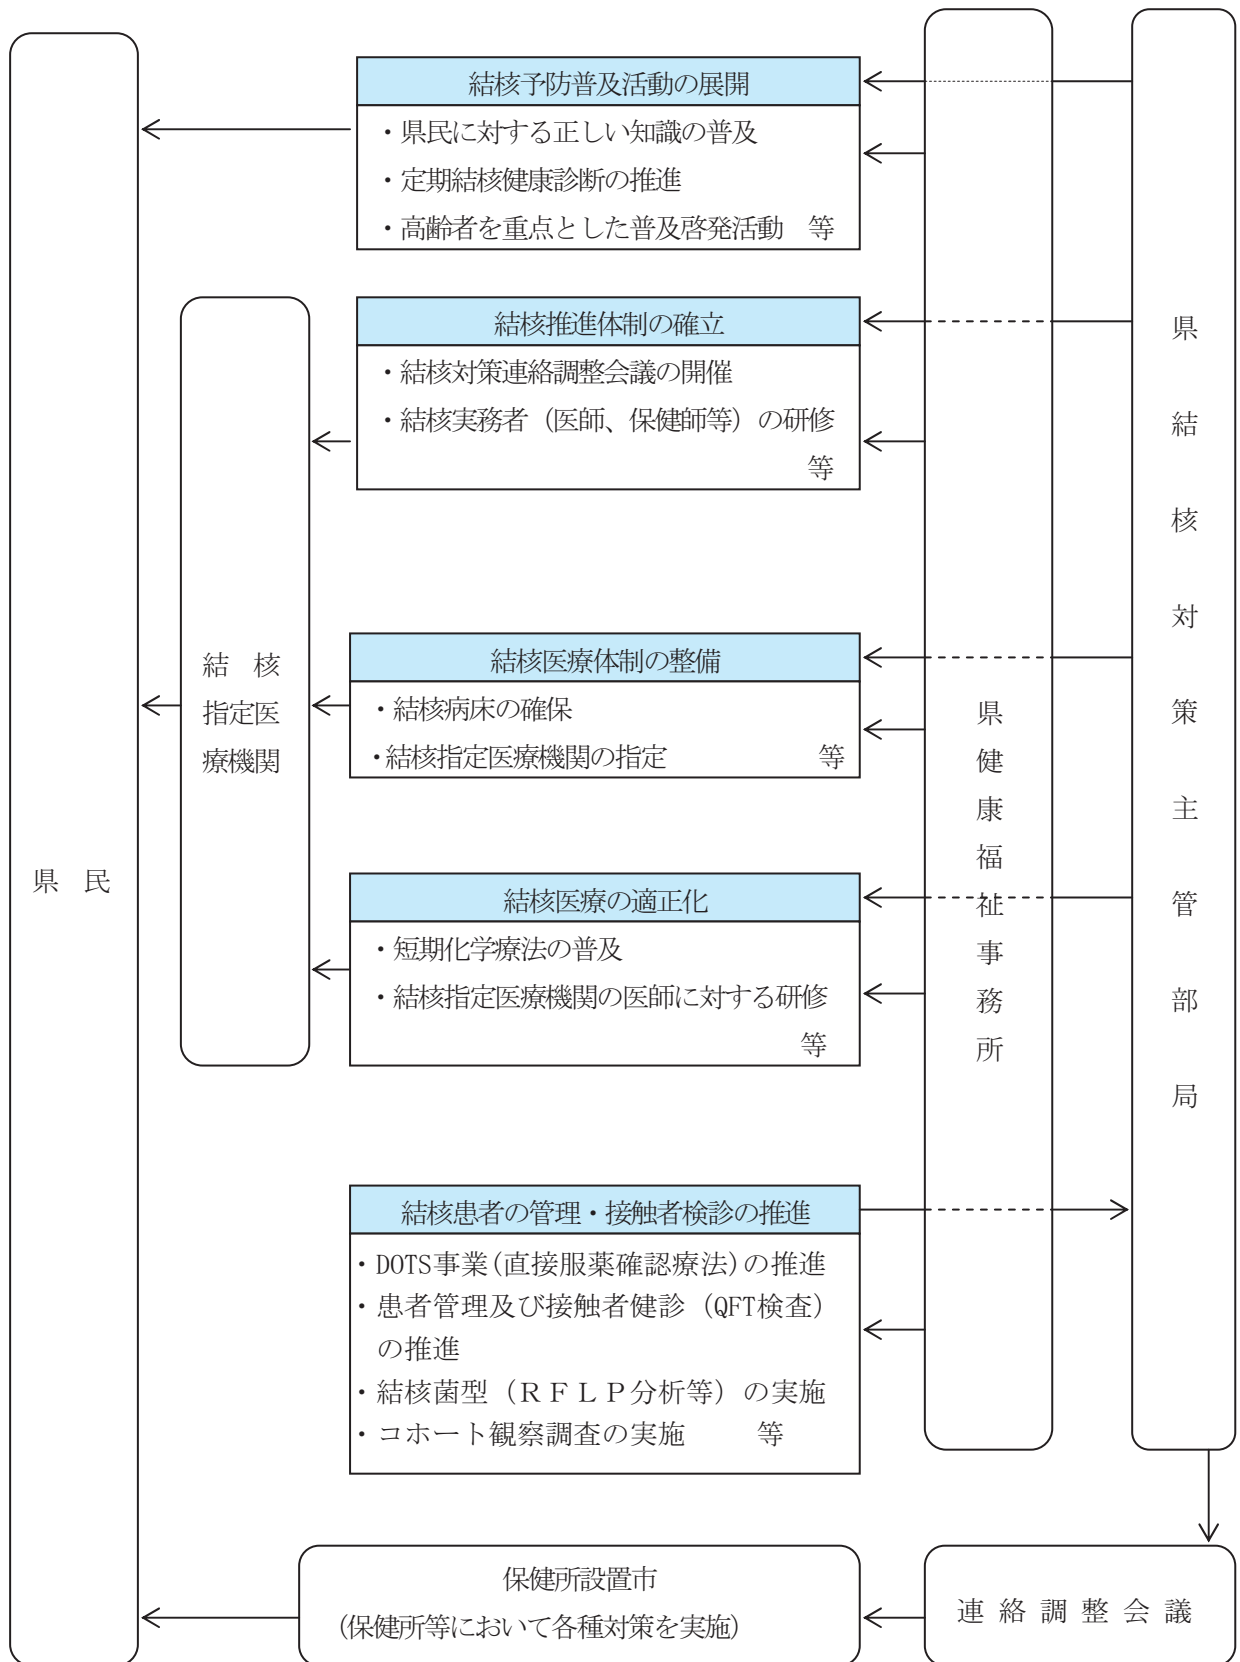 結核予防普及活動の展開
・県民に対する正しい知識の普及
・定期結核健康診断の推進
・高齢者を重点とした普及啓発活動　等
結核推進体制の確立
・結核対策連絡調整会議の開催
・結核実務者（医師、保健師等）の研修
等
結核医療体制の整備
・結核病床の確保
・結核指定医療機関の指定　　　　　　等
結核医療の適正化
・短期化学療法の普及
・結核指定医療機関の医師に対する研修
等
結核患者の管理・接触者検診の推進
・DOTS事業(直接服薬確認療法)の推進
・患者管理及び接触者健診（QFT検査）
の推進
・結核菌型（ＲＦＬＰ分析等）の実施
・コホート観察調査の実施　　　等
県　民
結　核
指定医
療機関
県健康福祉事務所
県結核対策主管部局
保健所設置市
(保健所等において各種対策を実施)
連 絡 調 整 会 議